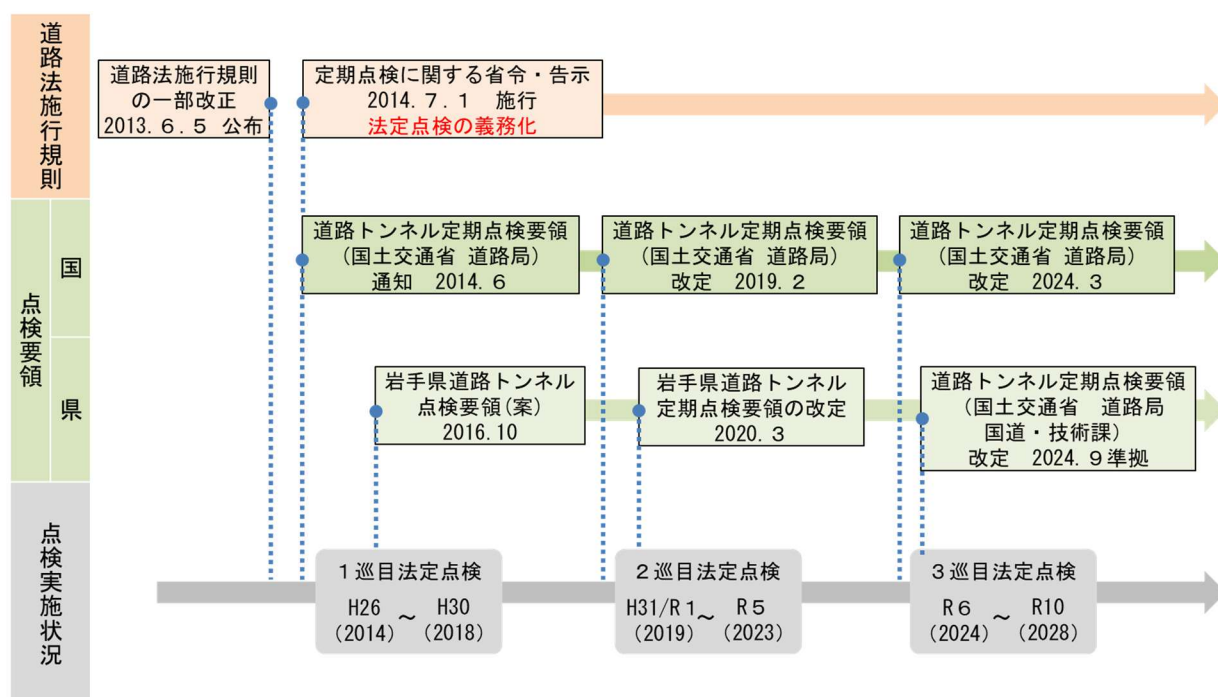 道路法施行規則
道路法施行規則
の一部改正
2013.6.5 公布
定期点検に関する省令・告示
2014.7.1 施行
法定点検の義務化
点検要領
国
道路トンネル定期点検要領
(国土交通省 道路局)
通知 2014.6
道路トンネル定期点検要領
(国土交通省 道路局)
改定 2019.2
道路トンネル定期点検要領
(国土交通省 道路局)
改定 2024.3
県
岩手県道路トンネル
点検要領(案)
2016.10
岩手県道路トンネル
定期点検要領の改定
2020.3
道路トンネル定期点検要領
(国土交通省 道路局
国道・技術課)
改定 2024.9準拠
点検実施状況
1巡目法定点検
H26 ～ H30
(2014) (2018)
2巡目法定点検
H31/R1 ～ R5
(2019) (2023)
3巡目法定点検
R6 ～ R10
(2024) (2028)